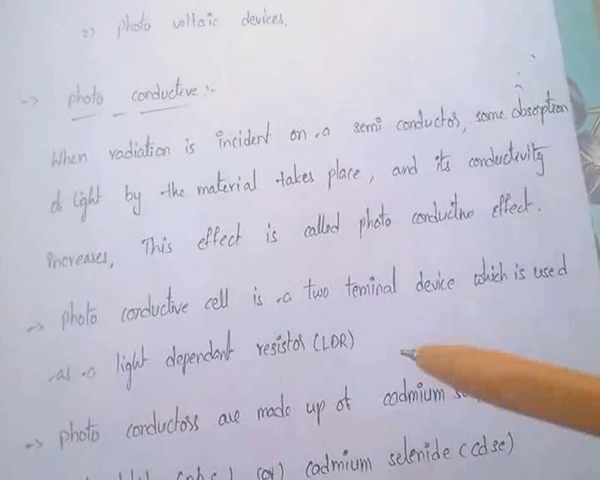 => photo voltaic devices.
-> photo conductive :-
When radiation is incident on a semi conductor, some absorption
of light by the material takes place, and its conductivity
increases, This effect is called photo conductive effect.
-> photo conductive cell is a two teminal device which is used
as a light dependant resistor (LDR)
-> photo conductors are made up of cadmium
(or) cadmium selenide (cdse)